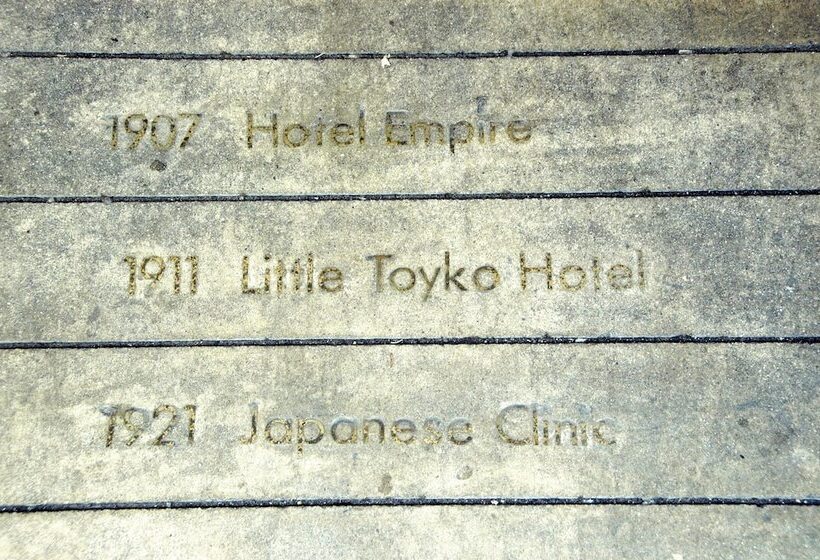 1907 Hotel Empire
1911 Little Toyko Hotel
1921 Japanese Clinic